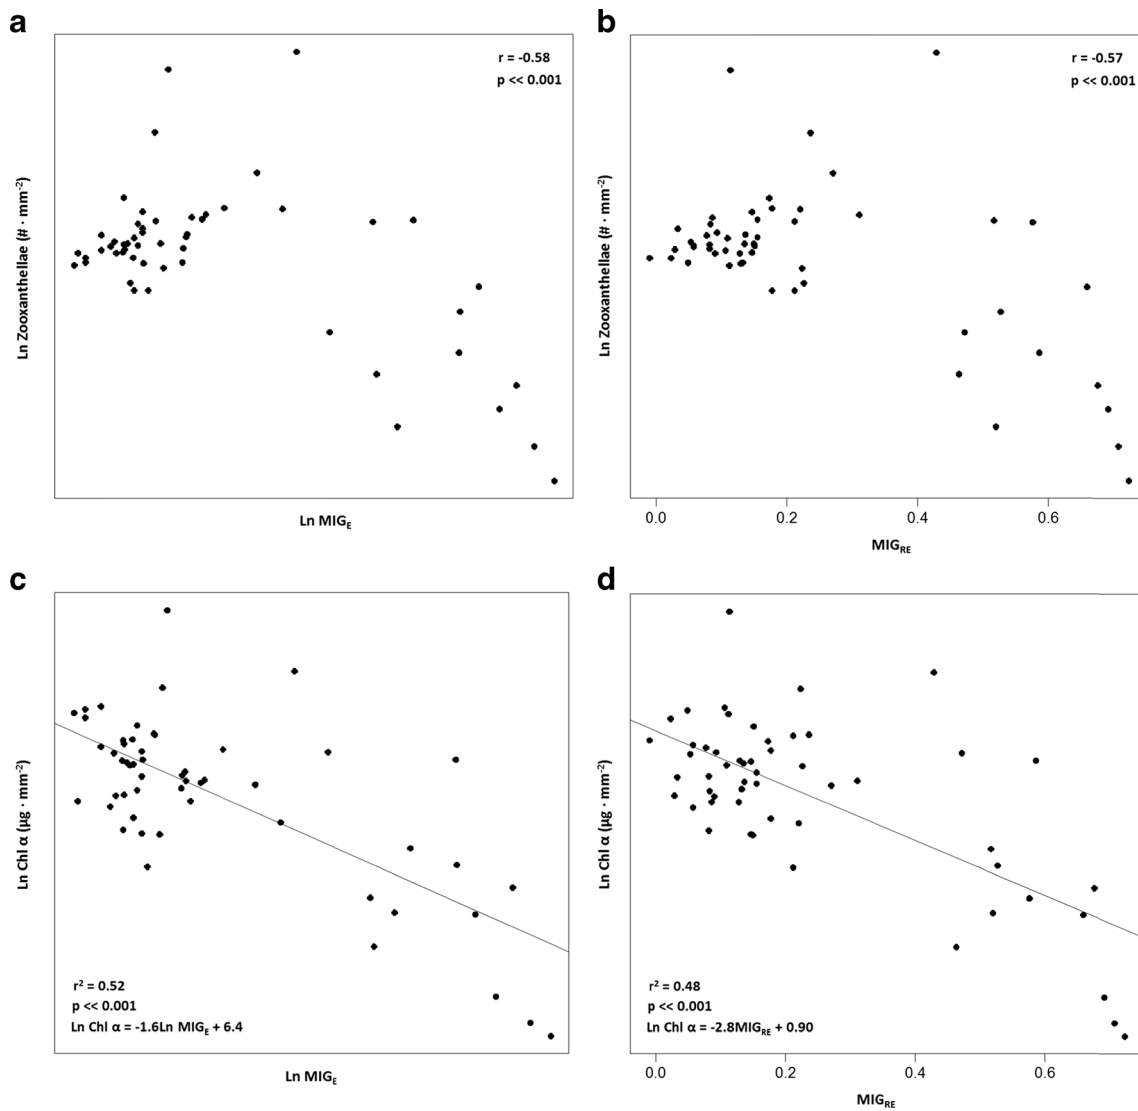 a
r = -0.58
p << 0.001
Ln Zooxanthellae (# · mm⁻²)
Ln MIG_E
b
r = -0.57
p << 0.001
Ln Zooxanthellae (# · mm⁻²)
0.0 0.2 0.4 0.6
MIG_RE
c
Ln Chl α (µg · mm⁻²)
r² = 0.52
p << 0.001
Ln Chl α = -1.6Ln MIG_E + 6.4
Ln MIG_E
d
Ln Chl α (µg · mm⁻²)
r² = 0.48
p << 0.001
Ln Chl α = -2.8MIG_RE + 0.90
0.0 0.2 0.4 0.6
MIG_RE